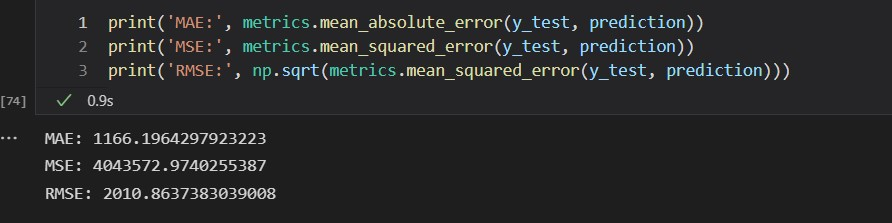 1 print('MAE:', metrics.mean_absolute_error(y_test, prediction))
2 print('MSE:', metrics.mean_squared_error(y_test, prediction))
3 print('RMSE:', np.sqrt(metrics.mean_squared_error(y_test, prediction)))
[74] ✓ 0.9s
... MAE: 1166.1964297923223
MSE: 4043572.9740255387
RMSE: 2010.8637383039008